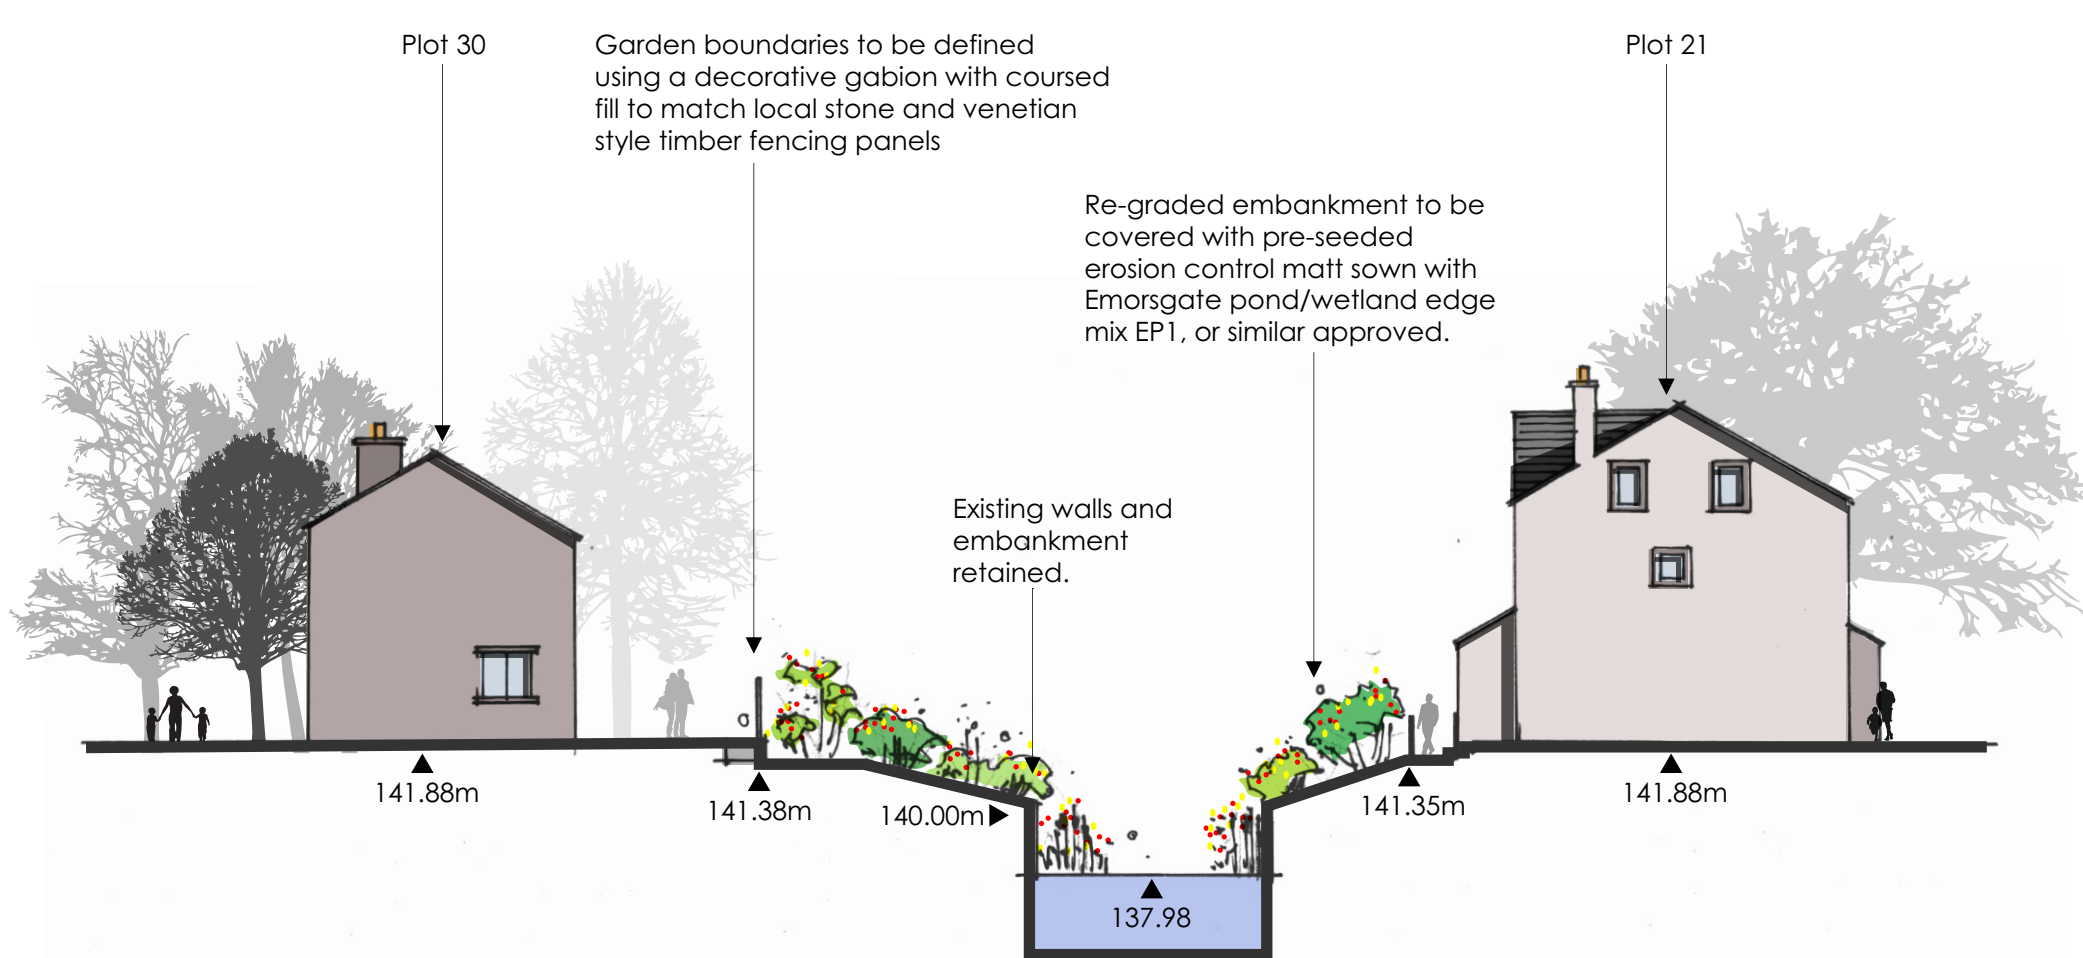 Plot 30
Garden boundaries to be defined
using a decorative gabion with coursed
fill to match local stone and venetian
style timber fencing panels
Plot 21
Re-graded embankment to be
covered with pre-seeded
erosion control matt sown with
Emorsgate pond/wetland edge
mix EP1, or similar approved.
Existing walls and
embankment
retained.
141.88m
141.38m
140.00m
137.98
141.35m
141.88m